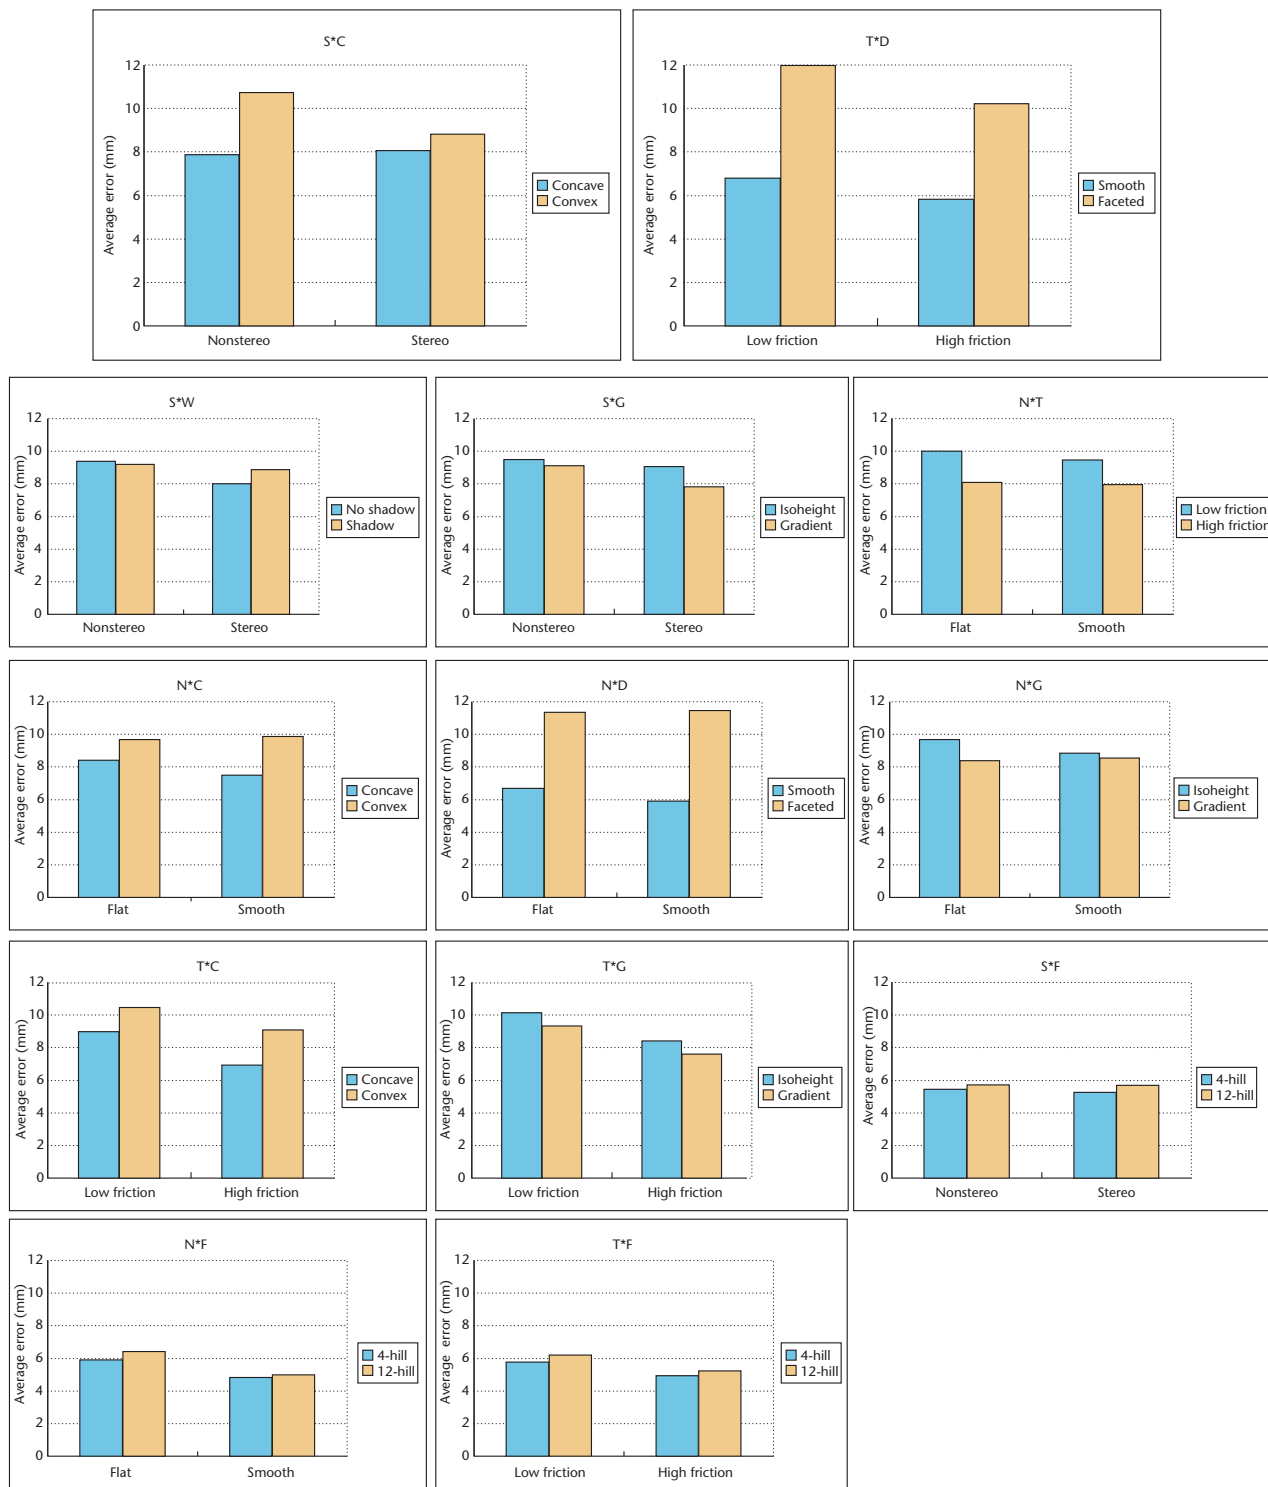 S*C
12
10
8
6
4
2
0
Average error (mm)
Nonstereo
Stereo
Concave
Convex
T*D
12
10
8
6
4
2
0
Average error (mm)
Low friction
High friction
Smooth
Faceted
S*W
12
10
8
6
4
2
0
Average error (mm)
Nonstereo
Stereo
No shadow
Shadow
S*G
12
10
8
6
4
2
0
Average error (mm)
Nonstereo
Stereo
Isoheight
Gradient
N*T
12
10
8
6
4
2
0
Average error (mm)
Flat
Smooth
Low friction
High friction
N*C
12
10
8
6
4
2
0
Average error (mm)
Flat
Smooth
Concave
Convex
N*D
12
10
8
6
4
2
0
Average error (mm)
Flat
Smooth
Smooth
Faceted
N*G
12
10
8
6
4
2
0
Average error (mm)
Flat
Smooth
Isoheight
Gradient
T*C
12
10
8
6
4
2
0
Average error (mm)
Low friction
High friction
Concave
Convex
T*G
12
10
8
6
4
2
0
Average error (mm)
Low friction
High friction
Isoheight
Gradient
S*F
12
10
8
6
4
2
0
Average error (mm)
Nonstereo
Stereo
4-hill
12-hill
N*F
12
10
8
6
4
2
0
Average error (mm)
Flat
Smooth
4-hill
12-hill
T*F
12
10
8
6
4
2
0
Average error (mm)
Low friction
High friction
4-hill
12-hill